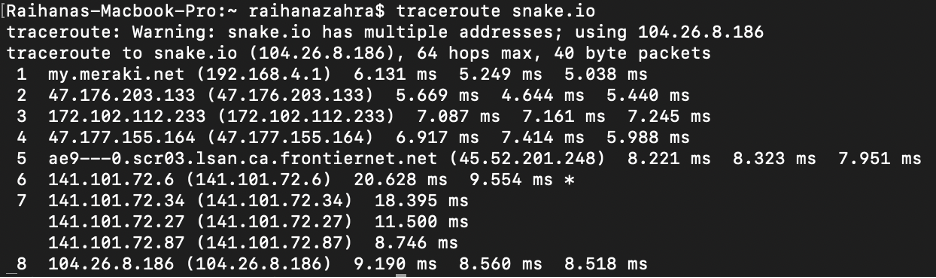 [Raihanas-Macbook-Pro:~ raihanazahra$ traceroute snake.io
traceroute: Warning: snake.io has multiple addresses; using 104.26.8.186
traceroute to snake.io (104.26.8.186), 64 hops max, 40 byte packets
1 my.meraki.net (192.168.4.1) 6.131 ms 5.249 ms 5.038 ms
2 47.176.203.133 (47.176.203.133) 5.669 ms 4.644 ms 5.440 ms
3 172.102.112.233 (172.102.112.233) 7.087 ms 7.161 ms 7.245 ms
4 47.177.155.164 (47.177.155.164) 6.917 ms 7.414 ms 5.988 ms
5 ae9---0.scr03.lsan.ca.frontiernet.net (45.52.201.248) 8.221 ms 8.323 ms 7.951 ms
6 141.101.72.6 (141.101.72.6) 20.628 ms 9.554 ms *
7 141.101.72.34 (141.101.72.34) 18.395 ms
141.101.72.27 (141.101.72.27) 11.500 ms
141.101.72.87 (141.101.72.87) 8.746 ms
8 104.26.8.186 (104.26.8.186) 9.190 ms 8.560 ms 8.518 ms